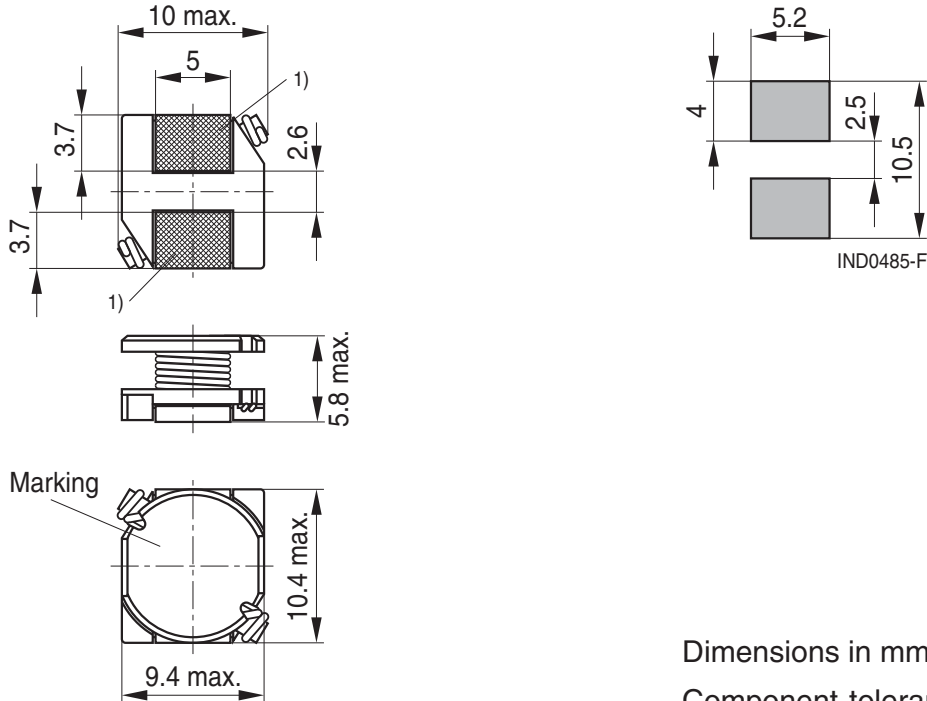 10 max.
5
1)
3.7
2.6
3.7
1)
5.8 max.
Marking
10.4 max.
9.4 max.
5.2
4
2.5
10.5
IND0485-F
Dimensions in mm